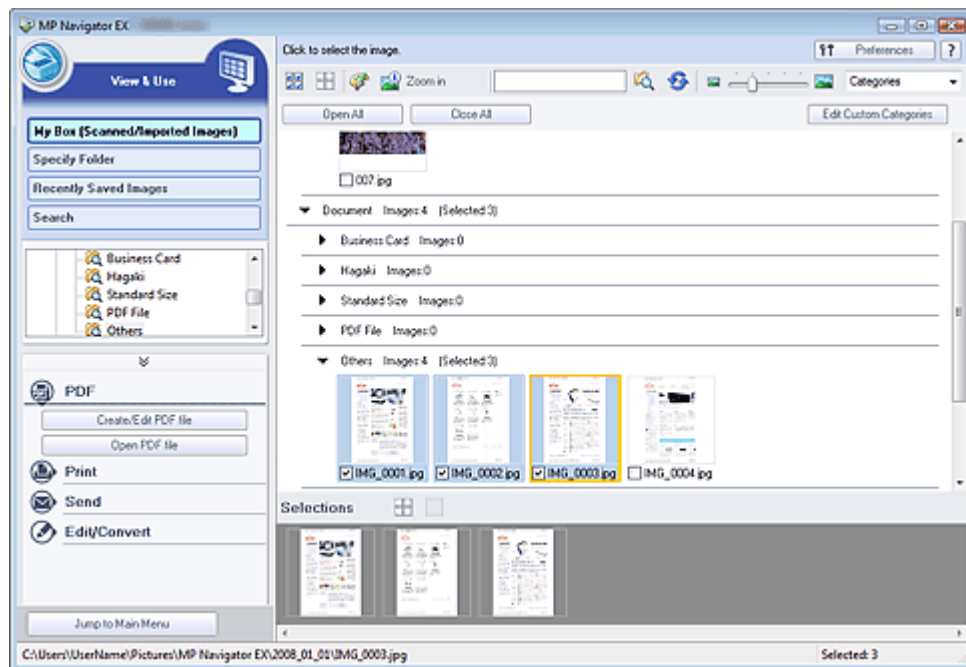 MP Navigator EX
View & Use
My Box (Scanned/Imported Images)
Specify Folder
Recently Saved Images
Search
Business Card
Hagaki
Standard Size
PDF File
Others
PDF
Create/Edit PDF file
Open PDF file
Print
Send
Edit/Convert
Jump to Main Menu
Click to select the image.
Preferences
?
Zoom in
Categories
Open All
Close All
Edit Custom Categories
007.jpg
Document Images:4 (Selected:3)
Business Card Images:0
Hagaki Images:0
Standard Size Images:0
PDF File Images:0
Others Images:4 (Selected:3)
IMG_0001.jpg IMG_0002.jpg IMG_0003.jpg IMG_0004.jpg
Selections
C:\Users\UserName\Pictures\MP Navigator EX\2008_01_01\IMG_0003.jpg
Selected: 3